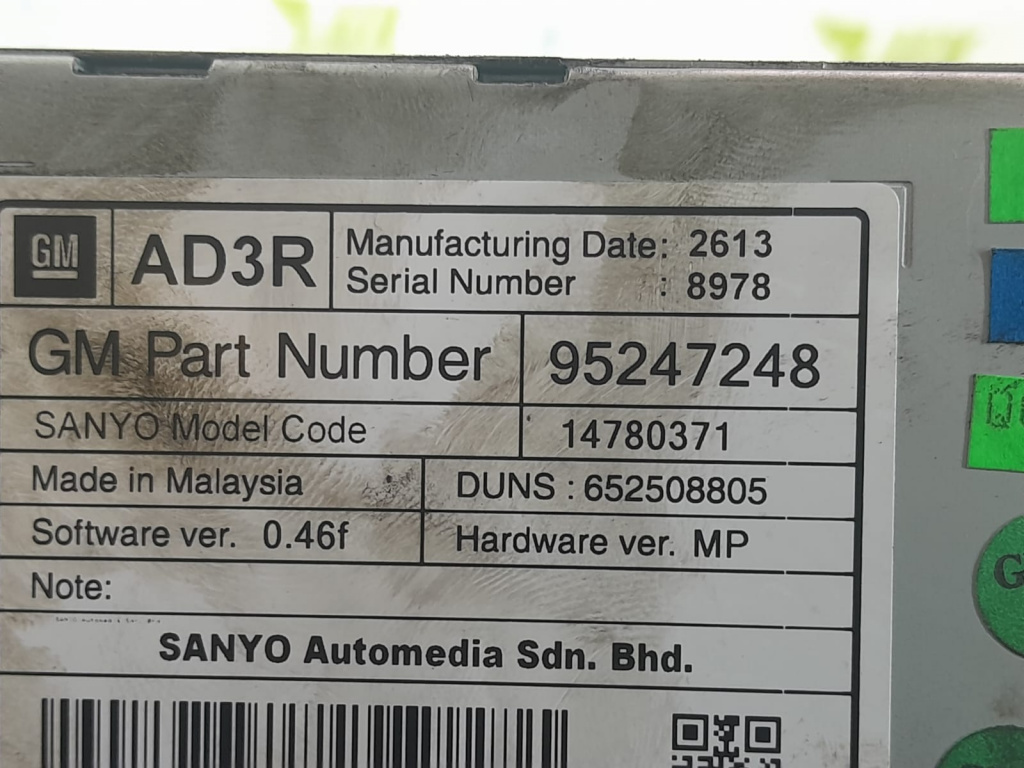 GM
AD3R
Manufacturing Date: 2613
Serial Number : 8978
GM Part Number 95247248
SANYO Model Code 14780371
Made in Malaysia
DUNS : 652508805
Software ver. 0.46f
Hardware ver. MP
Note:
SANYO Automedia Sdn. Bhd.
G